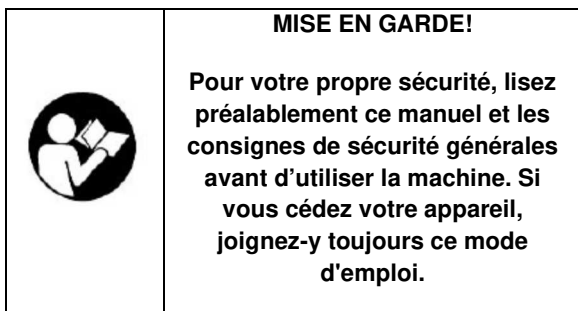 MISE EN GARDE!
Pour votre propre sécurité, lisez
préalablement ce manuel et les
consignes de sécurité générales
avant d’utiliser la machine. Si
vous cédez votre appareil,
joignez-y toujours ce mode
d'emploi.